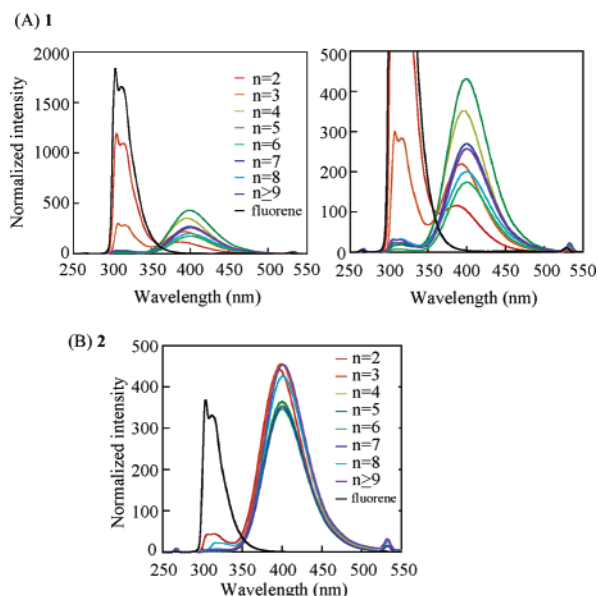 (A) 1
Normalized intensity
2000
1500
1000
500
0
250 300 350 400 450 500 550
Wavelength (nm)
n=2
n=3
n=4
n=5
n=6
n=7
n=8
n≥9
fluorene
500
400
300
200
100
0
250 300 350 400 450 500 550
Wavelength (nm)
(B) 2
Normalized intensity
500
400
300
200
100
0
250 300 350 400 450 500 550
Wavelength (nm)
n=2
n=3
n=4
n=5
n=6
n=7
n=8
n≥9
fluorene